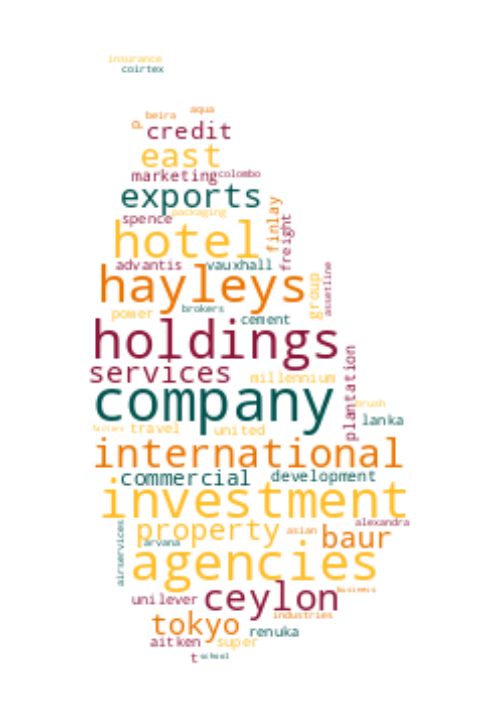 insurance
coirtex
aqua
beira
a
credit
east
marketing colombo
exports
packaging
spence
finlay
freight
hotel
advantis vauxhall
hayleys
group
assetline
power brokers
cement
holdings
services
millennium
plantation
company
brush
lanka
travel united
international
commercial development
investment
alexandra
property asian baur
airservices
arvana
agencies
business
unilever ceylon
industries
tokyo renuka
aitken super
t school